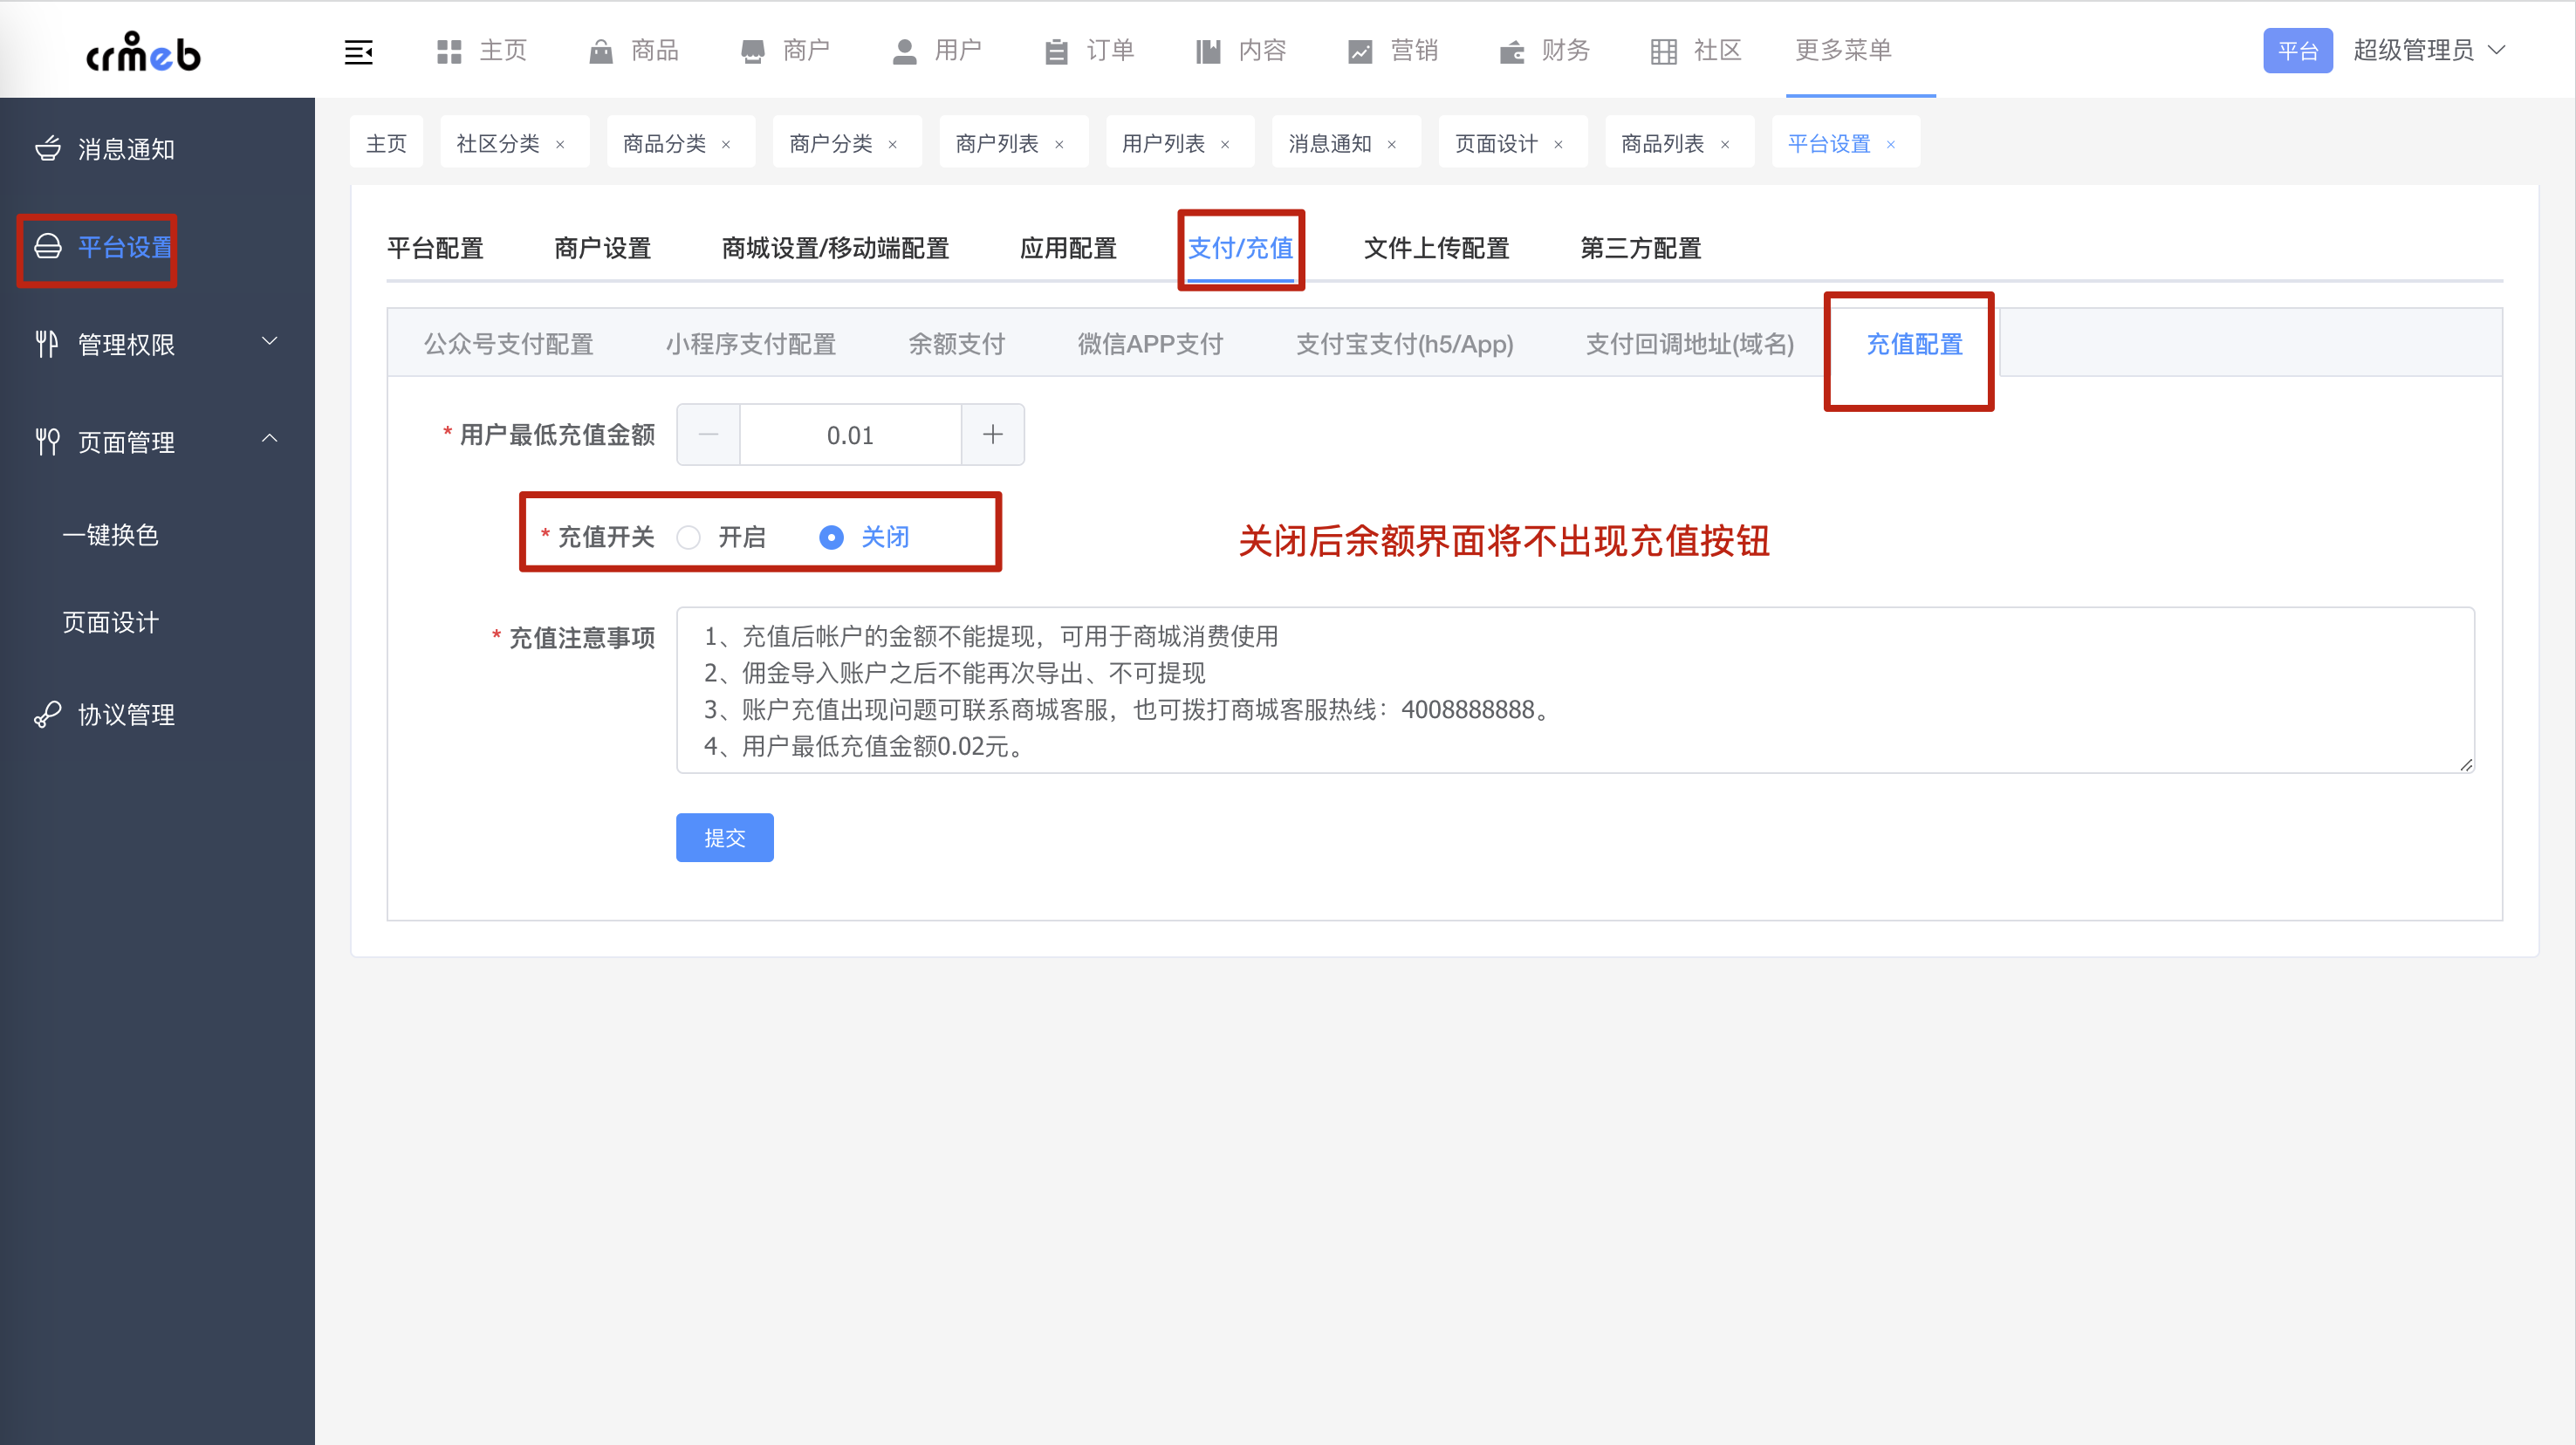 crmeb
主页
商品
商户
用户
订单
内容
营销
财务
社区
更多菜单
平台
超级管理员
消息通知
平台设置
管理权限
页面管理
一键换色
页面设计
协议管理
主页
社区分类 ×
商品分类 ×
商户分类 ×
商户列表 ×
用户列表 ×
消息通知 ×
页面设计 ×
商品列表 ×
平台设置 ×
平台配置
商户设置
商城设置/移动端配置
应用配置
支付/充值
文件上传配置
第三方配置
公众号支付配置
小程序支付配置
余额支付
微信APP支付
支付宝支付(h5/App)
支付回调地址(域名)
充值配置
* 用户最低充值金额
0.01
* 充值开关 开启 关闭
关闭后余额界面将不出现充值按钮
* 充值注意事项
1、充值后帐户的金额不能提现，可用于商城消费使用
2、佣金导入账户之后不能再次导出、不可提现
3、账户充值出现问题可联系商城客服，也可拨打商城客服热线：4008888888。
4、用户最低充值金额0.02元。
提交